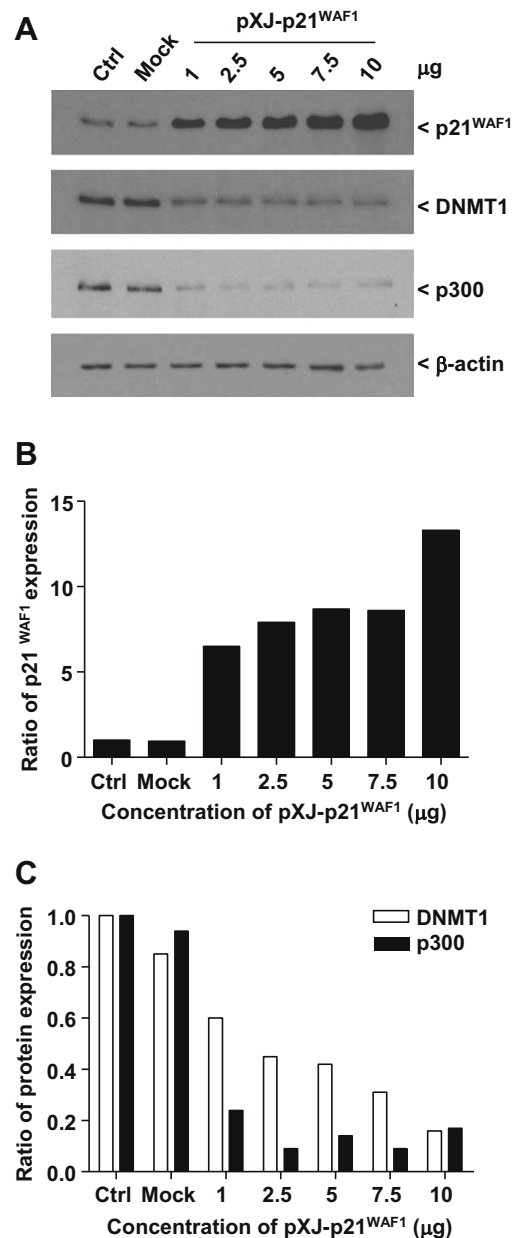 A
pXJ-p21WAF1
Ctrl Mock 1 2.5 5 7.5 10 μg
< p21WAF1
< DNMT1
< p300
< β-actin
B
Ratio of p21 WAF1 expression
15
10
5
0
Ctrl Mock 1 2.5 5 7.5 10
Concentration of pXJ-p21WAF1 (μg)
C
DNMT1
p300
Ratio of protein expression
1.0
0.8
0.6
0.4
0.2
0.0
Ctrl Mock 1 2.5 5 7.5 10
Concentration of pXJ-p21WAF1 (μg)